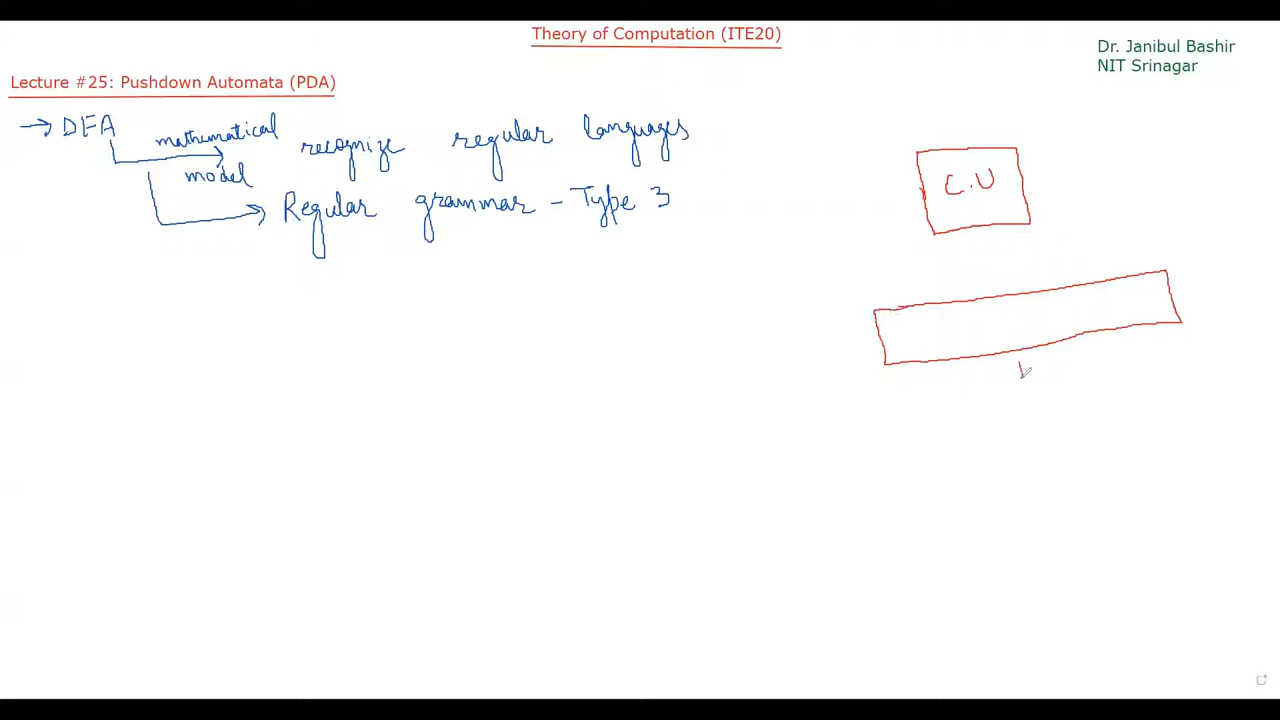 Theory of Computation (ITE20)
Dr. Janibul Bashir
NIT Srinagar
Lecture #25: Pushdown Automata (PDA)
→ DFA mathematical model recognize regular languages
Regular grammar - Type 3
C.U